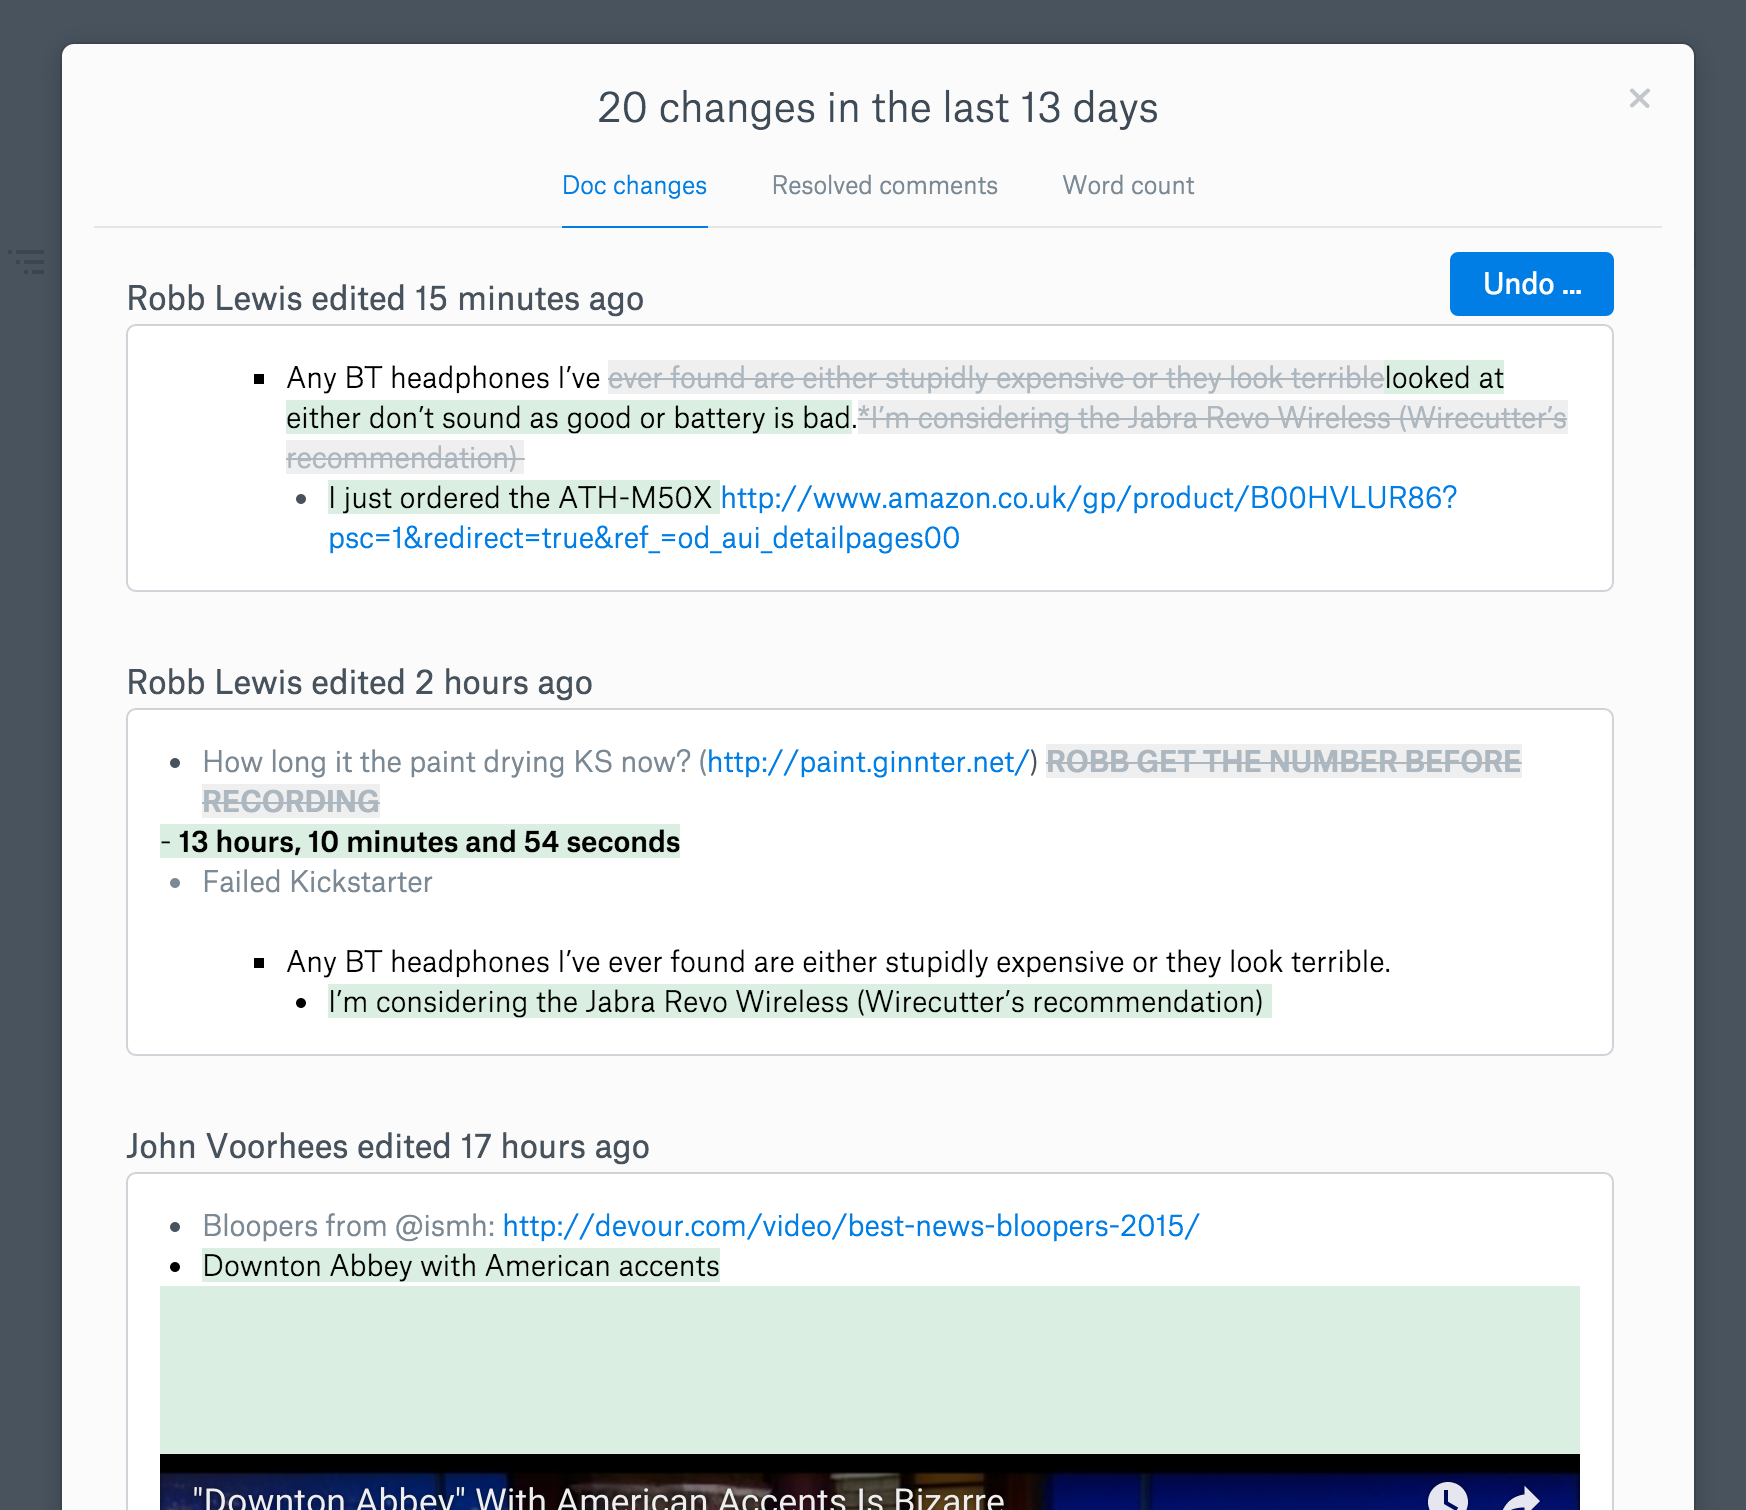 20 changes in the last 13 days
×
Doc changes Resolved comments Word count
Undo ...
Robb Lewis edited 15 minutes ago
▪ Any BT headphones I’ve ever found are either stupidly expensive or they look terriblelooked at
either don’t sound as good or battery is bad.*I’m considering the Jabra Revo Wireless (Wirecutter’s
recommendation)
• I just ordered the ATH-M50X http://www.amazon.co.uk/gp/product/B00HVLUR86?
psc=1&redirect=true&ref_=od_aui_detailpages00
Robb Lewis edited 2 hours ago
• How long it the paint drying KS now? (http://paint.ginnter.net/) ROBB GET THE NUMBER BEFORE
RECORDING
- 13 hours, 10 minutes and 54 seconds
• Failed Kickstarter
▪ Any BT headphones I’ve ever found are either stupidly expensive or they look terrible.
• I’m considering the Jabra Revo Wireless (Wirecutter’s recommendation)
John Voorhees edited 17 hours ago
• Bloopers from @ismh: http://devour.com/video/best-news-bloopers-2015/
• Downton Abbey with American accents
"Downton Abbey" With American Accents Is Bizarre